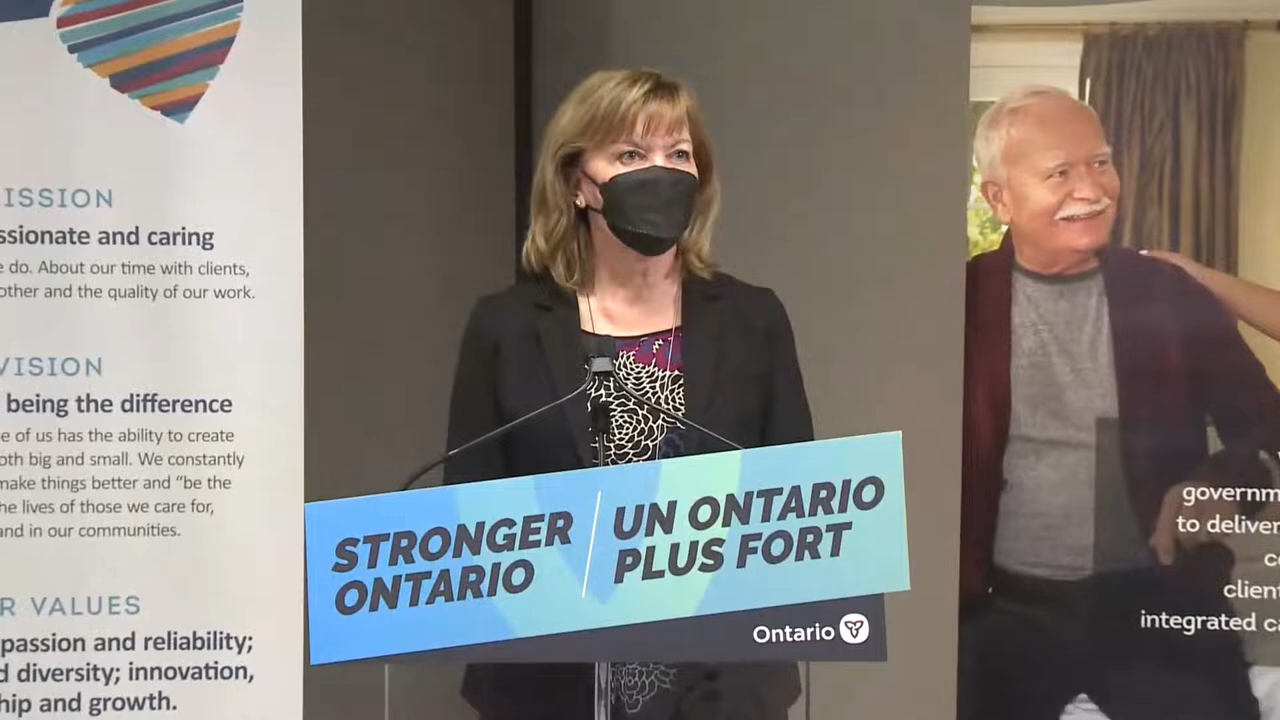 ISSION
ssionate and caring
e do. About our time with clients,
other and the quality of our work.
VISION
being the difference
e of us has the ability to create
oth big and small. We constantly
make things better and “be the
he lives of those we care for,
and in our communities.
R VALUES
passion and reliability;
d diversity; innovation,
hip and growth.
STRONGER
ONTARIO
UN ONTARIO
PLUS FORT
Ontario
governm
to deliver
c
client
integrated ca